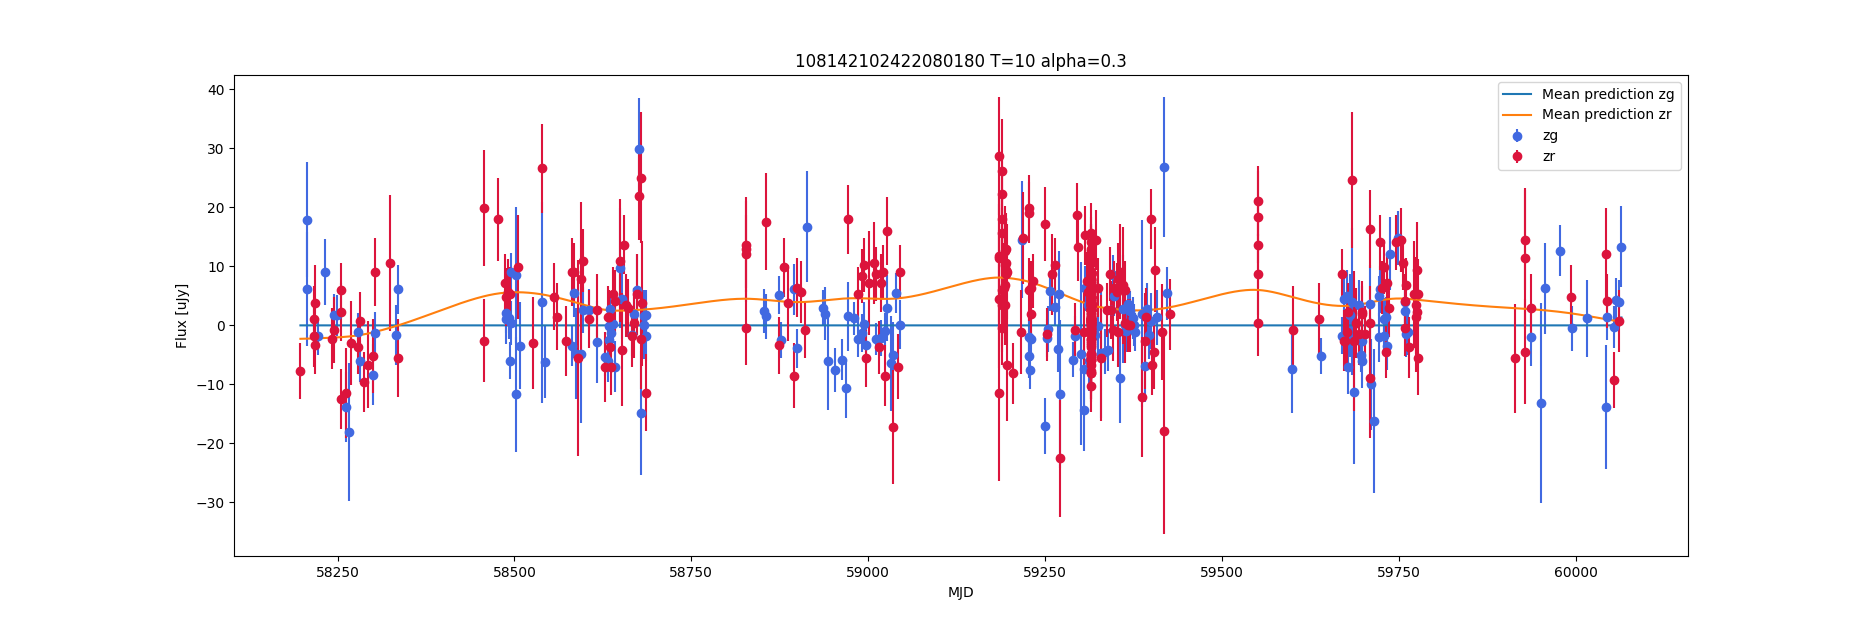 108142102422080180 T=10 alpha=0.3
Mean prediction zg
Mean prediction zr
zg
zr
Flux [uJy]
40
30
20
10
0
−10
−20
−30
58250 58500 58750 59000 59250 59500 59750 60000
MJD